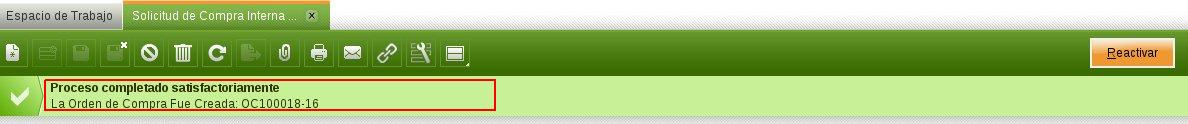 Espacio de Trabajo
Solicitud de Compra Interna ...
Reactivar
Proceso completado satisfactoriamente
La Orden de Compra Fue Creada: OC100018-16